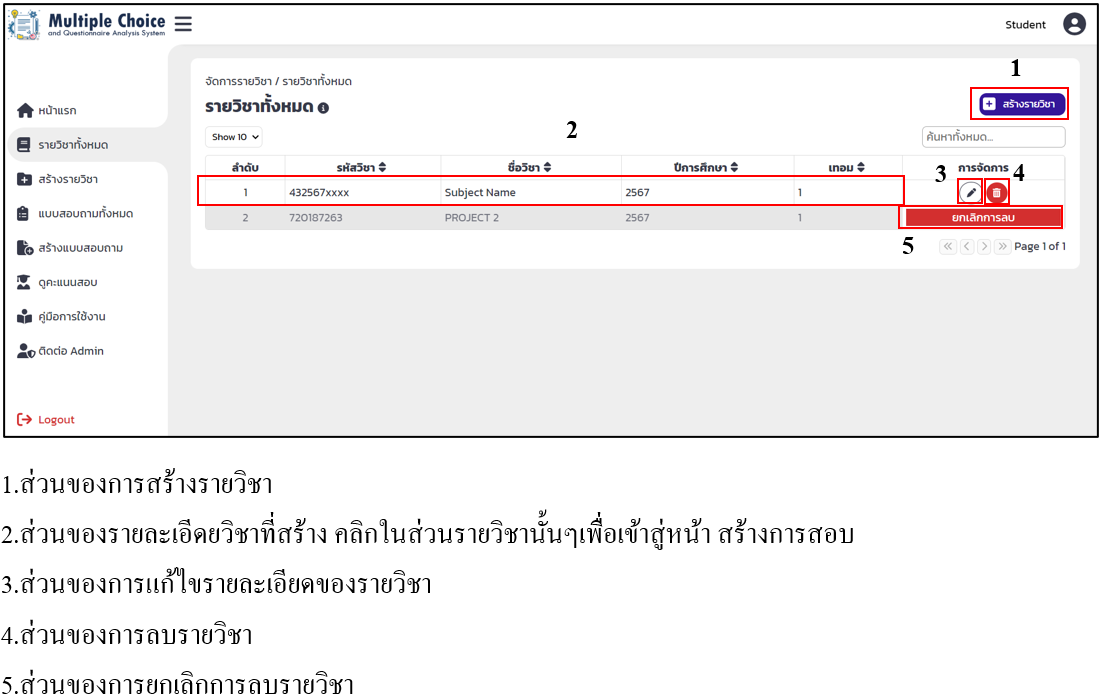 Multiple Choice
and Questionnaire Analysis System
Student
หน้าแรก
รายวิชาทั้งหมด
สร้างรายวิชา
แบบสอบถามทั้งหมด
สร้างแบบสอบถาม
ดูคะแนนสอบ
คู่มือการใช้งาน
ติดต่อ Admin
Logout
จัดการรายวิชา / รายวิชาทั้งหมด
รายวิชาทั้งหมด
1
สร้างรายวิชา
Show 10
2
ค้นหาทั้งหมด...
ลำดับ รหัสวิชา ชื่อวิชา ปีการศึกษา เทอม การจัดการ
1 432567xxxx Subject Name 2567 1 3 4
2 720187263 PROJECT 2 2567 1 ยกเลิกการลบ
5
Page 1 of 1
1.ส่วนของการสร้างรายวิชา
2.ส่วนของรายละเอีดยวิชาที่สร้าง คลิกในส่วนรายวิชานั้นๆเพื่อเข้าสู่หน้า สร้างการสอบ
3.ส่วนของการแก้ไขรายละเอียดของรายวิชา
4.ส่วนของการลบรายวิชา
5.ส่วนของการยกเลิกการลบรายวิชา